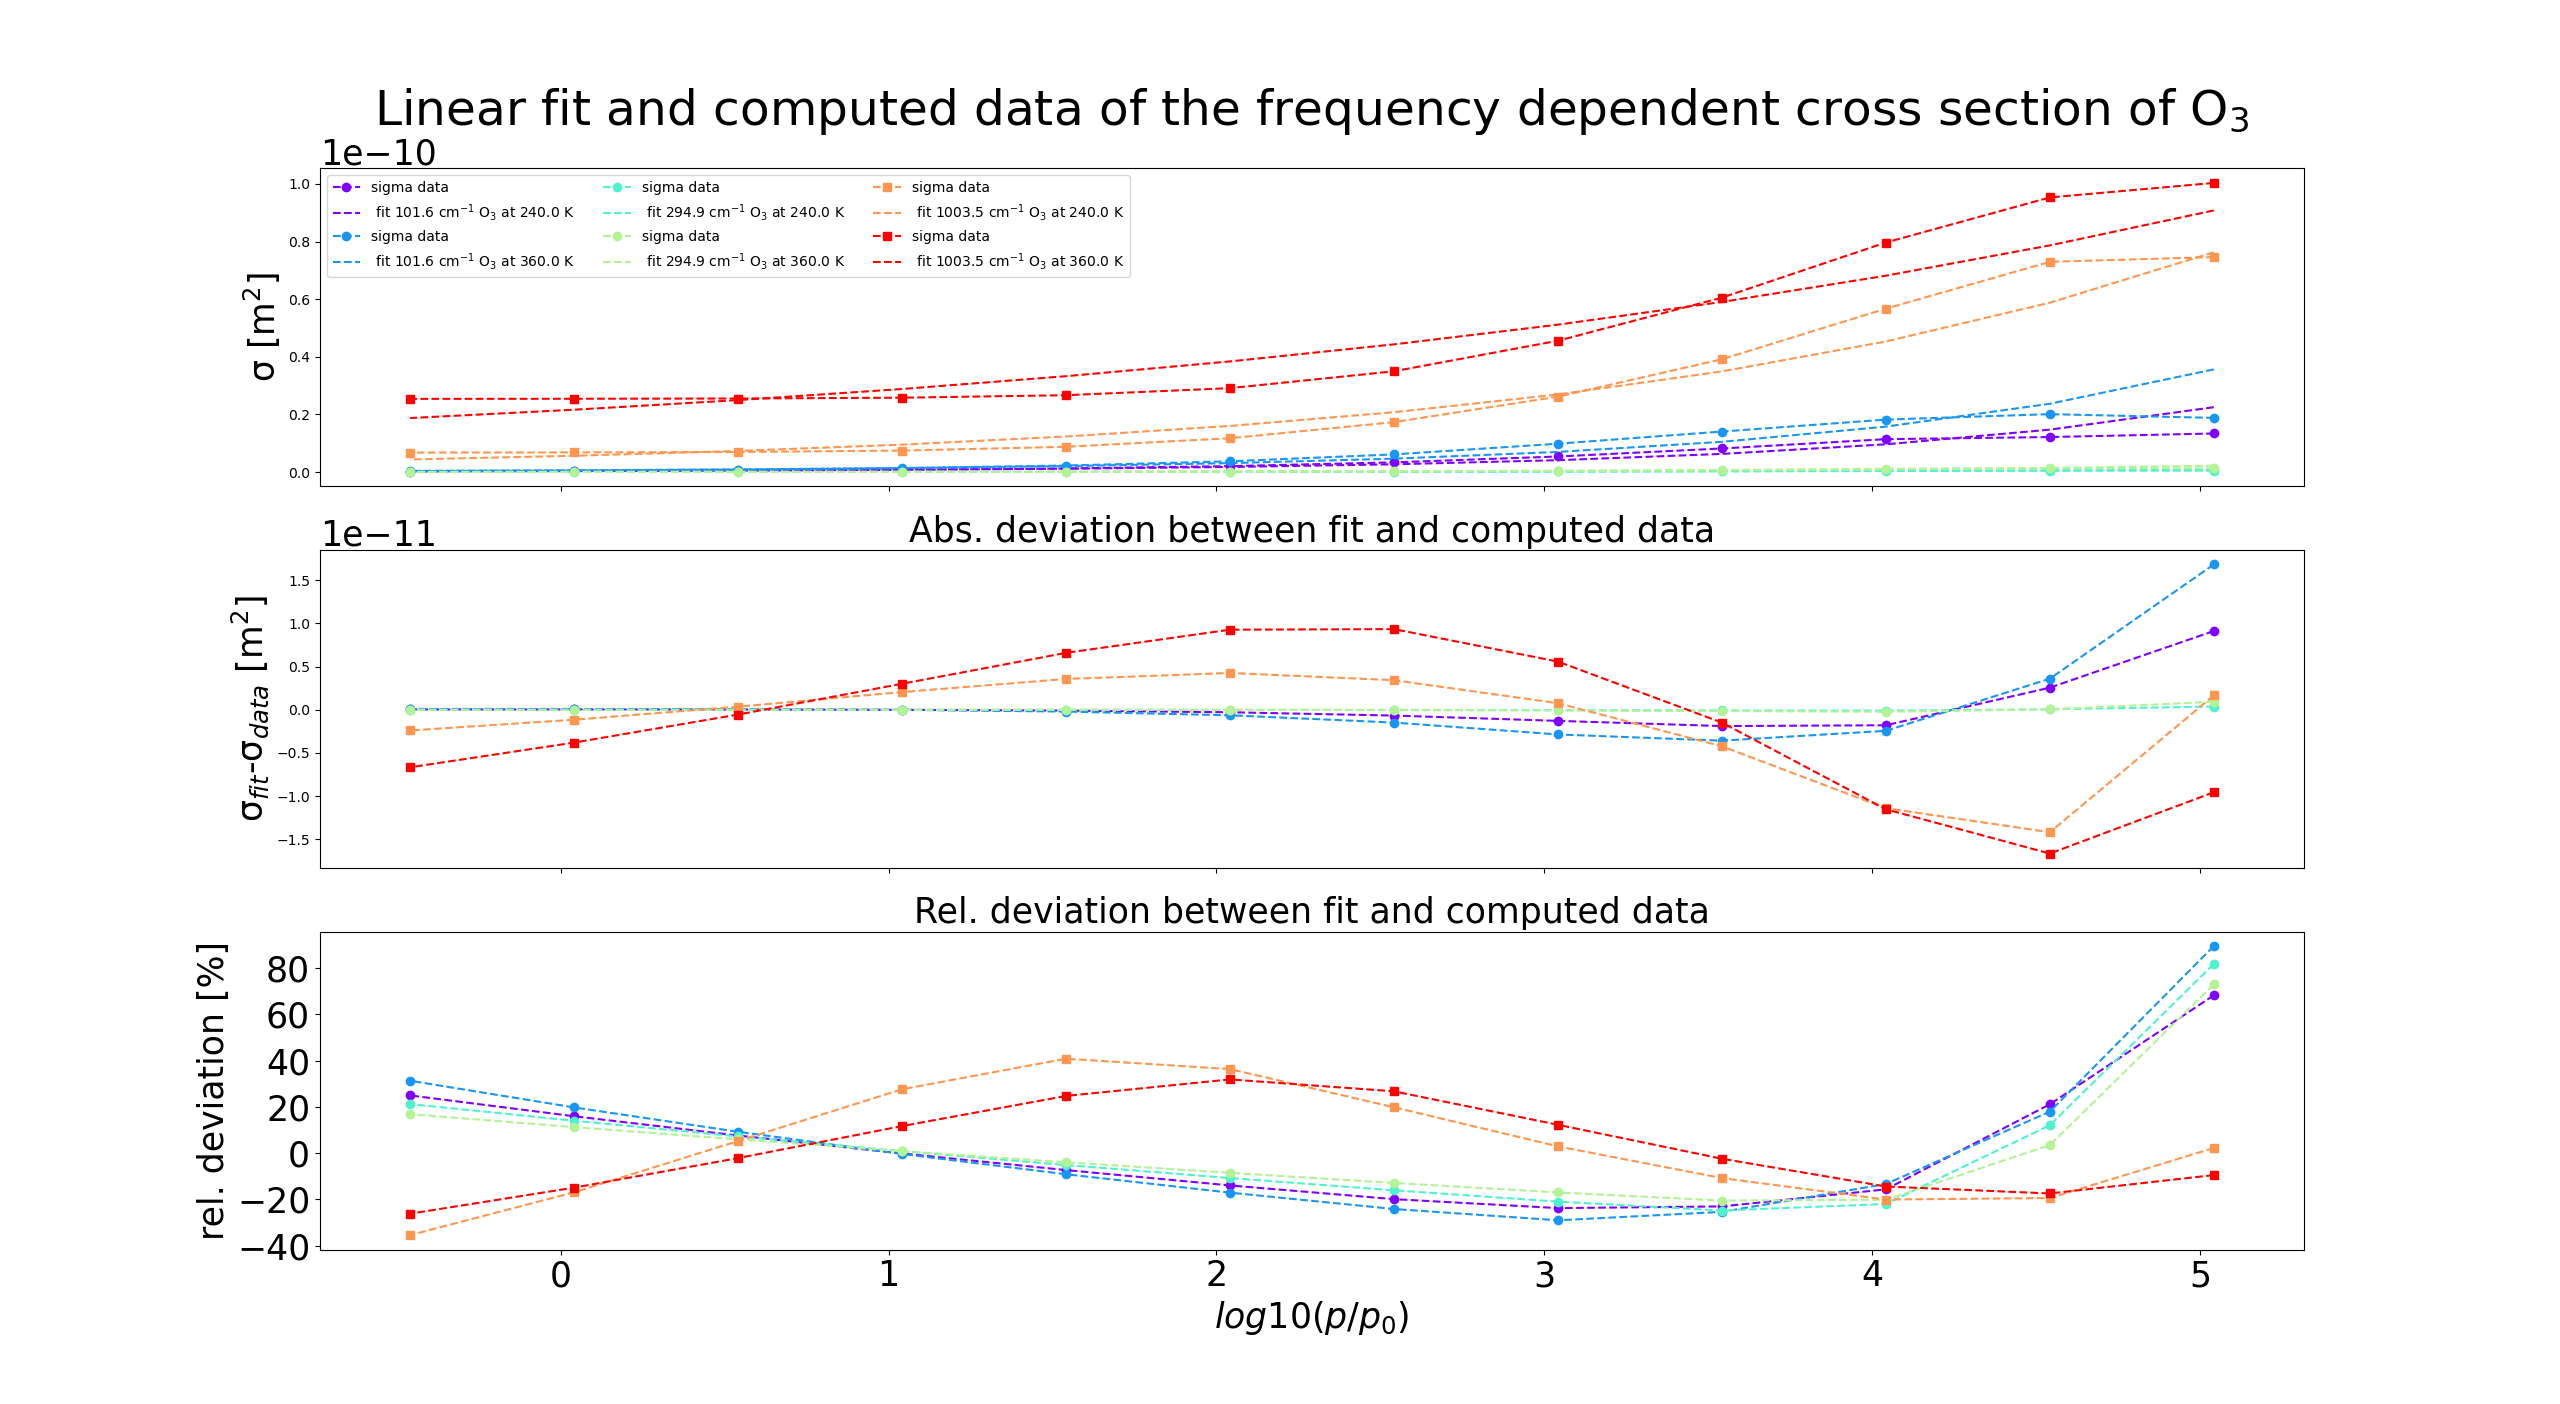 Linear fit and computed data of the frequency dependent cross section of O₃
1e−10
σ [m²]
1.0
0.8
0.6
0.4
0.2
0.0
sigma data
fit 101.6 cm⁻¹ O₃ at 240.0 K
sigma data
fit 101.6 cm⁻¹ O₃ at 360.0 K
sigma data
fit 294.9 cm⁻¹ O₃ at 240.0 K
sigma data
fit 294.9 cm⁻¹ O₃ at 360.0 K
sigma data
fit 1003.5 cm⁻¹ O₃ at 240.0 K
sigma data
fit 1003.5 cm⁻¹ O₃ at 360.0 K
Abs. deviation between fit and computed data
1e−11
σ_fit-σ_data [m²]
1.5
1.0
0.5
0.0
−0.5
−1.0
−1.5
Rel. deviation between fit and computed data
rel. deviation [%]
80
60
40
20
0
−20
−40
0 1 2 3 4 5
log10(p/p₀)